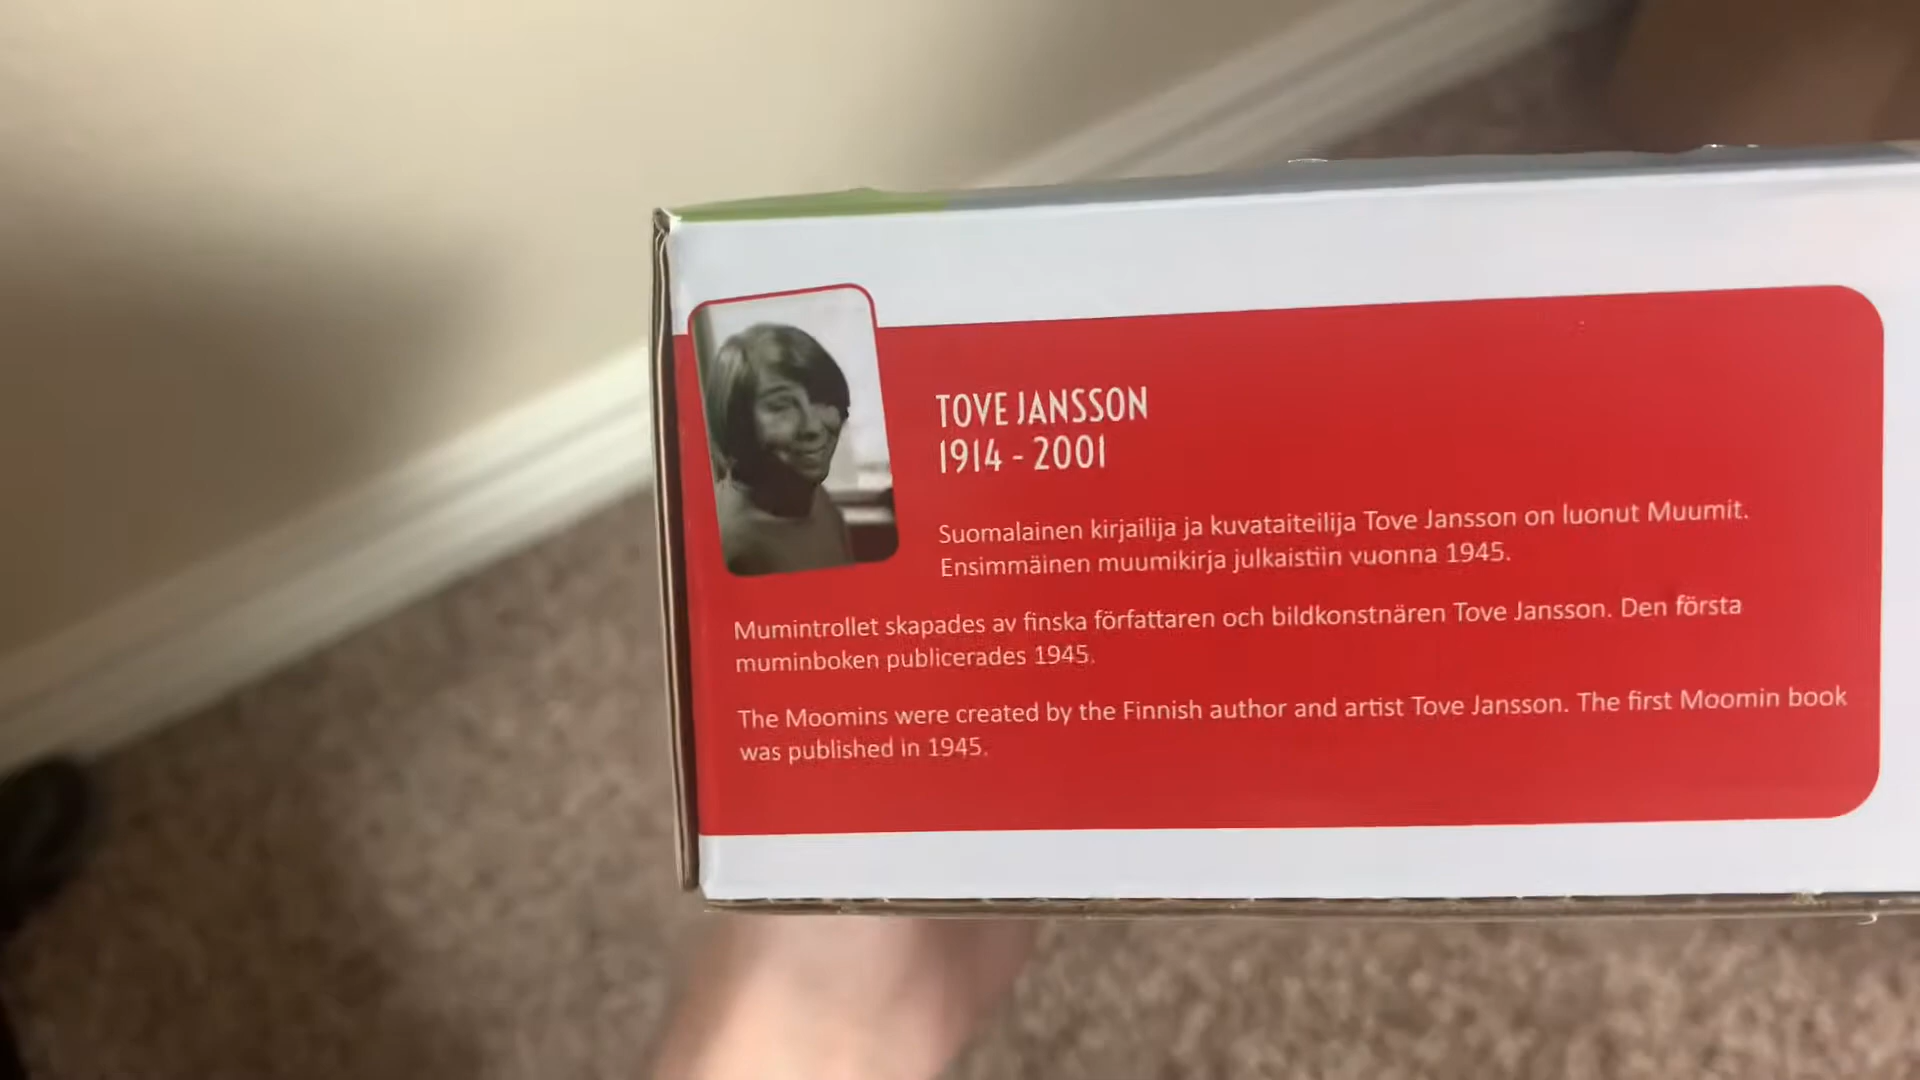 TOVE JANSSON
1914 - 2001
Suomalainen kirjailija ja kuvataiteilija Tove Jansson on luonut Muumit.
Ensimmäinen muumikirja julkaistiin vuonna 1945.
Mumintrollet skapades av finska författaren och bildkonstnären Tove Jansson. Den första
muminboken publicerades 1945.
The Moomins were created by the Finnish author and artist Tove Jansson. The first Moomin book
was published in 1945.